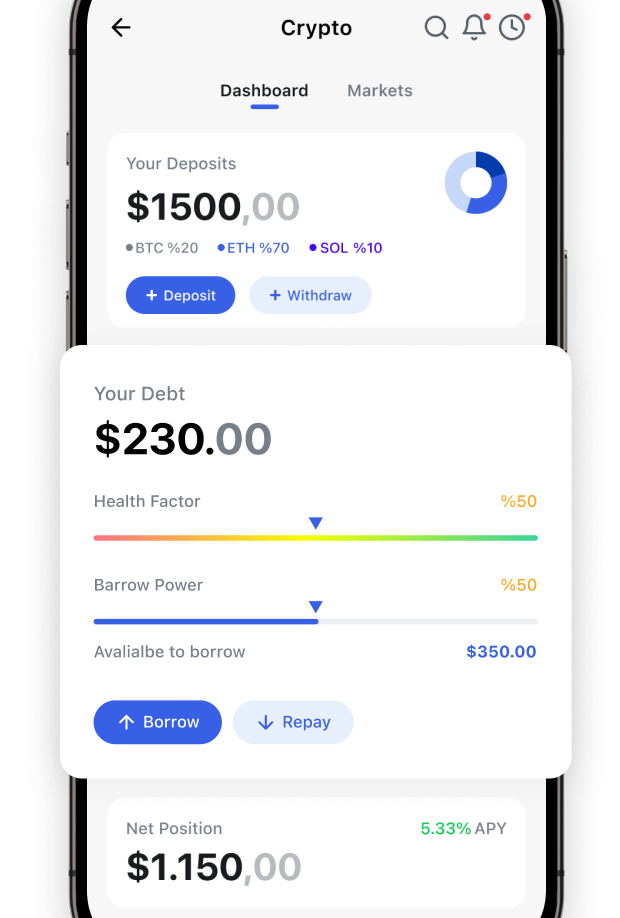 Crypto
Dashboard Markets
Your Deposits
$1500,00
BTC %20 ETH %70 SOL %10
+ Deposit + Withdraw
Your Debt
$230.00
Health Factor %50
Barrow Power %50
Avalialbe to borrow $350.00
Borrow Repay
Net Position 5.33% APY
$1.150,00